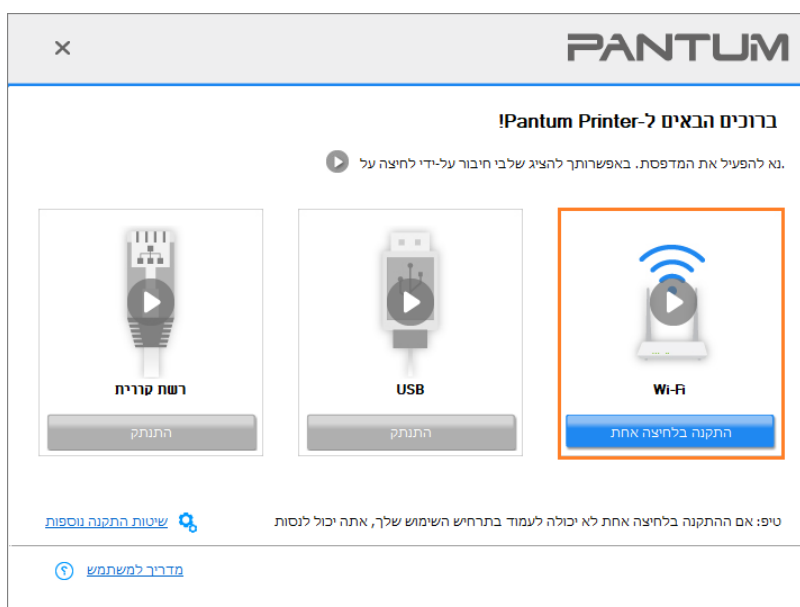 PANTUM
ברוכים הבאים ל-Pantum Printer!
נא להפעיל את המדפסת. באפשרותך להציג שלבי חיבור על-ידי לחיצה על.
Wi-Fi
התקנה בלחיצה אחת
USB
התנתק
רשת קווית
התנתק
טיפ: אם ההתקנה בלחיצה אחת לא יכולה לעמוד בתרחיש השימוש שלך, אתה יכול לנסות שיטות התקנה נוספות
מדריך למשתמש